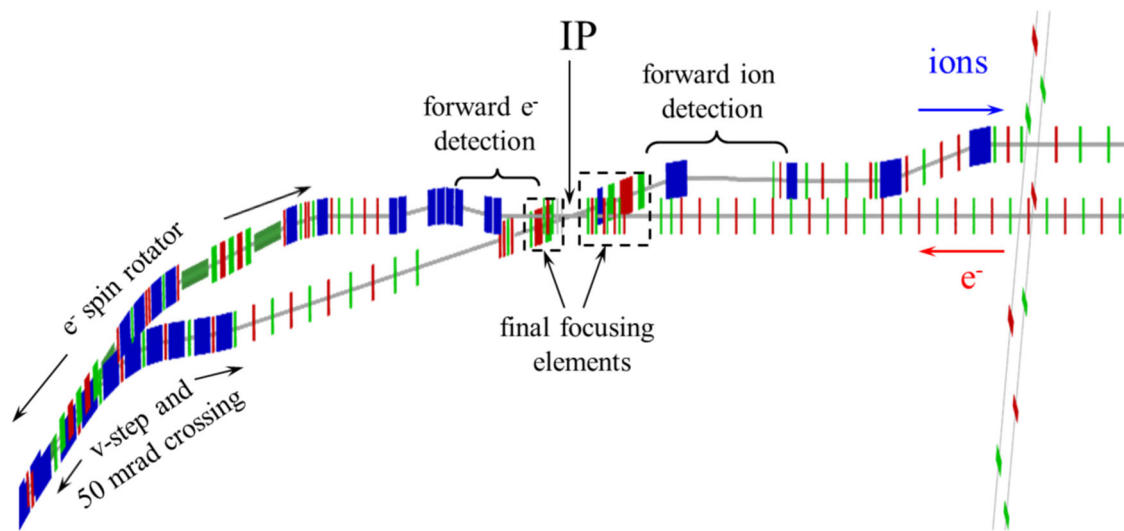 IP
forward ion
detection
ions
forward e-
detection
e- spin rotator
e-
final focusing
elements
v-step and
50 mrad crossing